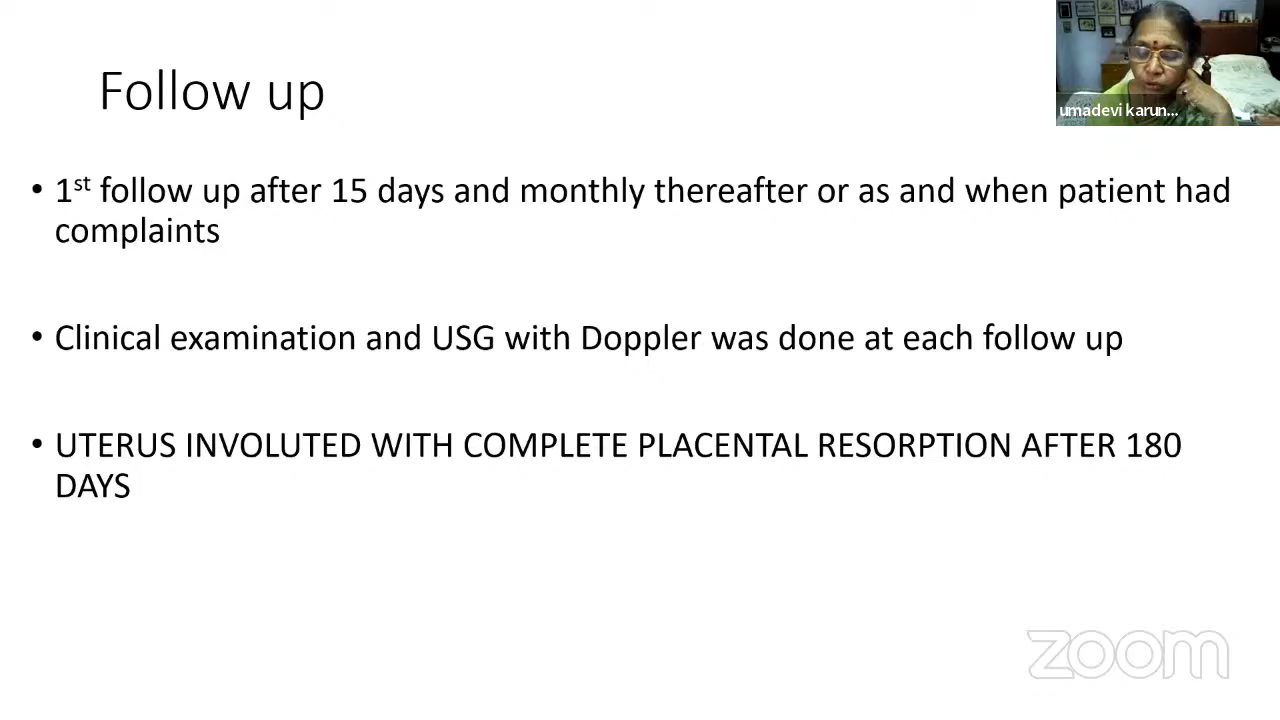 Follow up
umadevi karun...
• 1st follow up after 15 days and monthly thereafter or as and when patient had
complaints
• Clinical examination and USG with Doppler was done at each follow up
• UTERUS INVOLUTED WITH COMPLETE PLACENTAL RESORPTION AFTER 180
DAYS
zoom